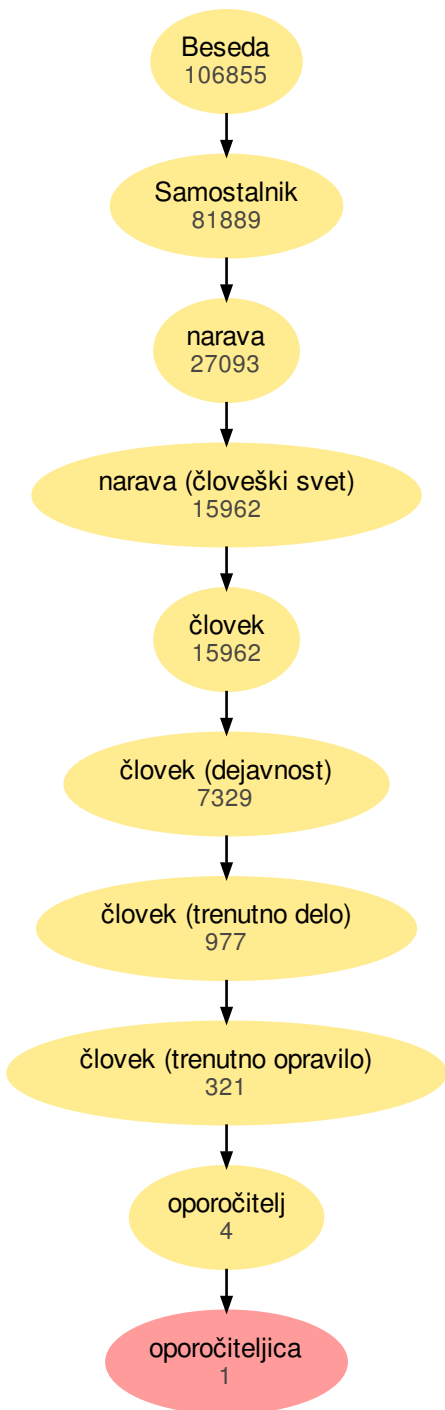 Beseda
106855
Samostalnik
81889
narava
27093
narava (človeški svet)
15962
človek
15962
človek (dejavnost)
7329
človek (trenutno delo)
977
človek (trenutno opravilo)
321
oporočitelj
4
oporočiteljica
1